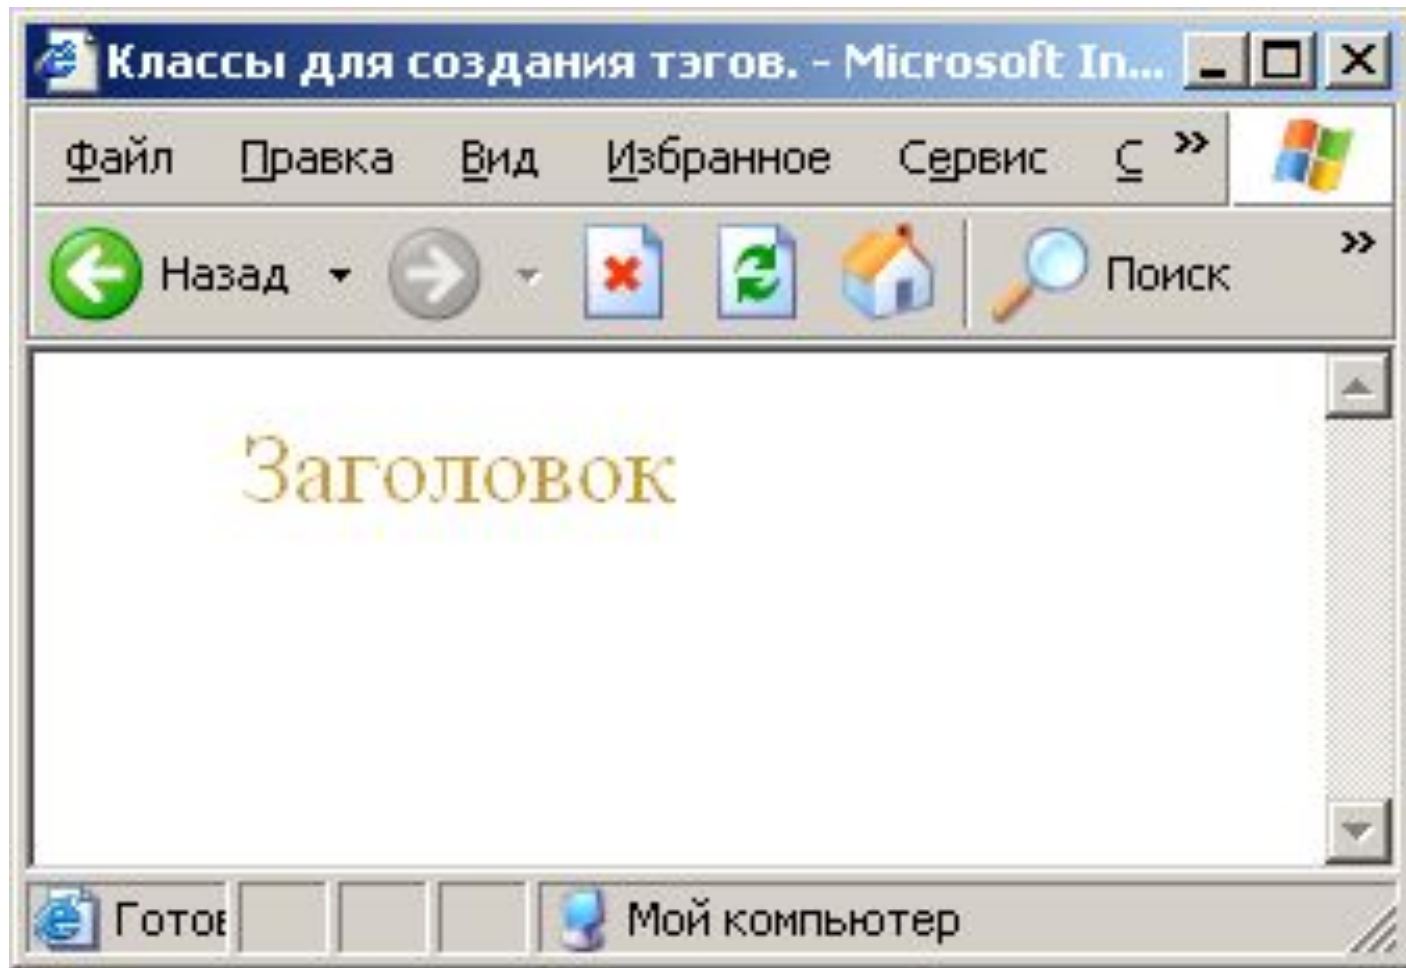 Классы для создания тэгов. - Microsoft In...
Файл Правка Вид Избранное Сервис С »
Назад Поиск »
Заголовок
Готов Мой компьютер